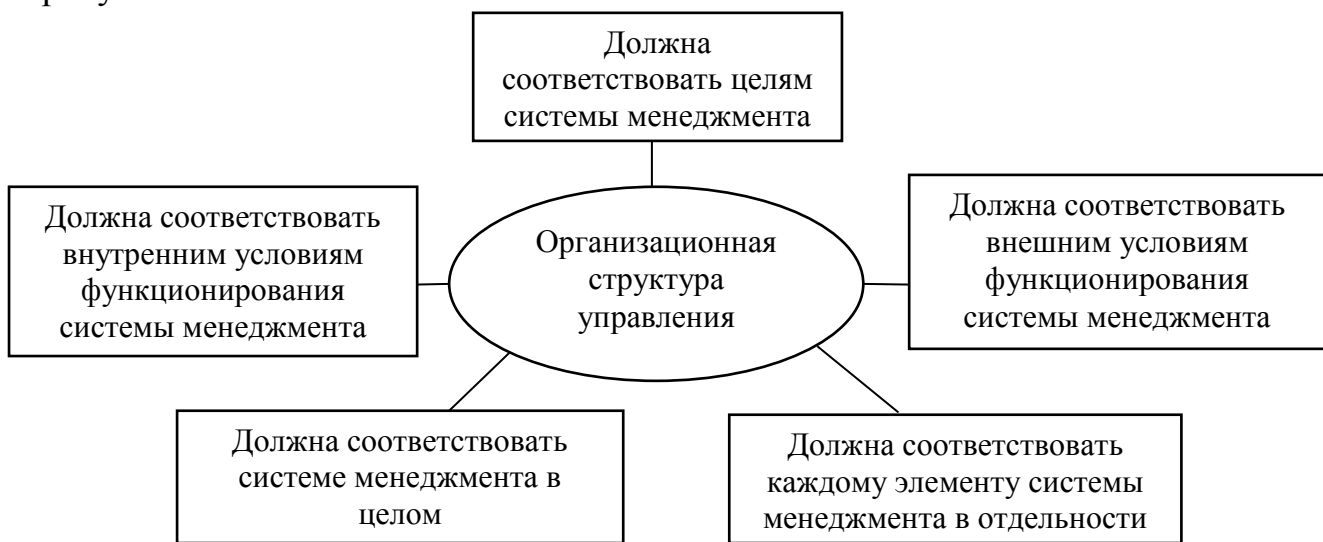 Должна
соответствовать целям
системы менеджмента
Должна соответствовать
внутренним условиям
функционирования
системы менеджмента
Организационная
структура
управления
Должна соответствовать
внешним условиям
функционирования
системы менеджмента
Должна соответствовать
системе менеджмента в
целом
Должна соответствовать
каждому элементу системы
менеджмента в отдельности